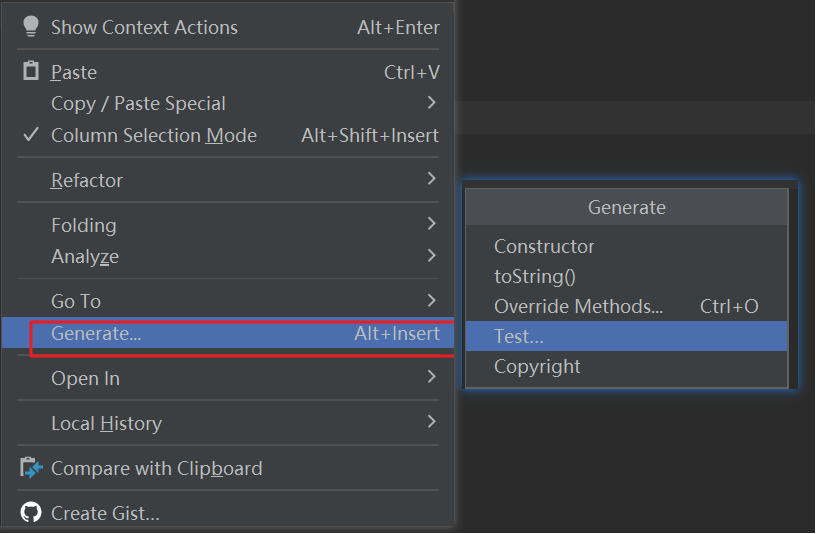 Show Context Actions Alt+Enter
Paste Ctrl+V
Copy / Paste Special
Column Selection Mode Alt+Shift+Insert
Refactor
Folding
Analyze
Go To
Generate... Alt+Insert
Open In
Local History
Compare with Clipboard
Create Gist...
Generate
Constructor
toString()
Override Methods... Ctrl+O
Test...
Copyright